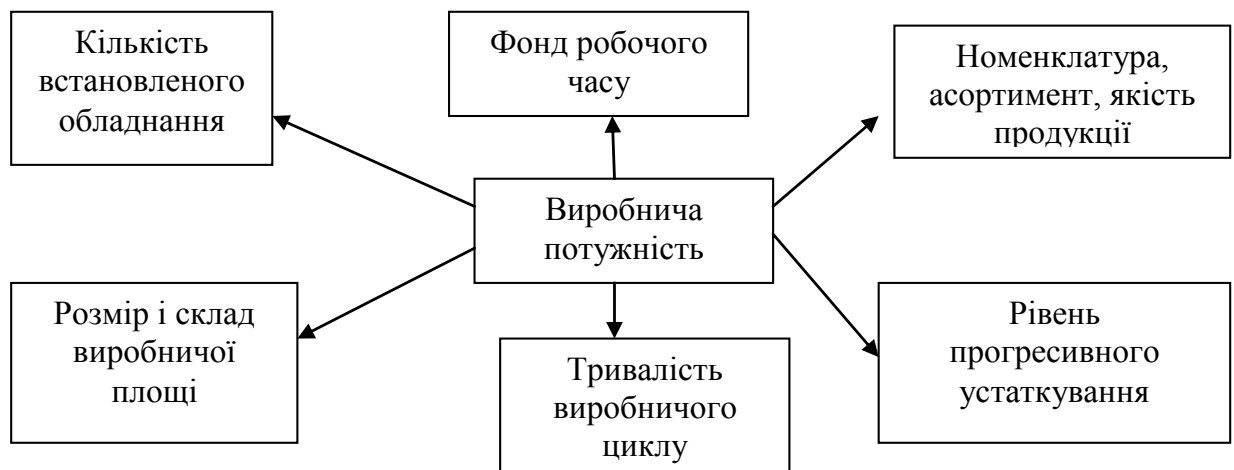 Кількість
встановленого
обладнання
Фонд робочого
часу
Номенклатура,
асортимент, якість
продукції
Виробнича
потужність
Розмір і склад
виробничої
площі
Тривалість
виробничого
циклу
Рівень
прогресивного
устаткування